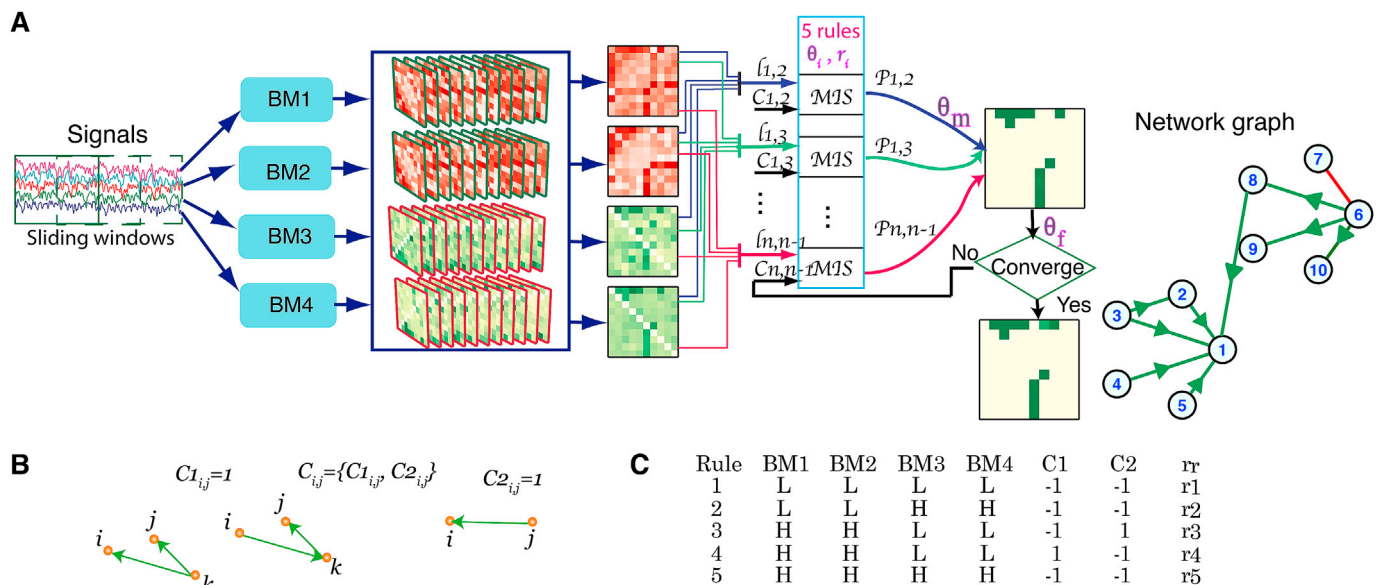 A
Signals
Sliding windows
BM1
BM2
BM3
BM4
5 rules
θi , ri
l1,2
C1,2
MIS
P1,2
l1,3
C1,3
MIS
P1,3
⋮
⋮
ln,n-1
Cn,n-1
MIS
Pn,n-1
θm
θf
No
Converge
Yes
Network graph
7
8
6
9
10
2
3
1
4
5
B
C1i,j=1
Ci,j={C1i,j, C2i,j}
C2i,j=1
i
j
k
i
j
k
i
j
C
Rule BM1 BM2 BM3 BM4 C1 C2 rr
1 L L L L -1 -1 r1
2 L L H H -1 -1 r2
3 H H L L -1 1 r3
4 H H L L 1 -1 r4
5 H H H H -1 -1 r5